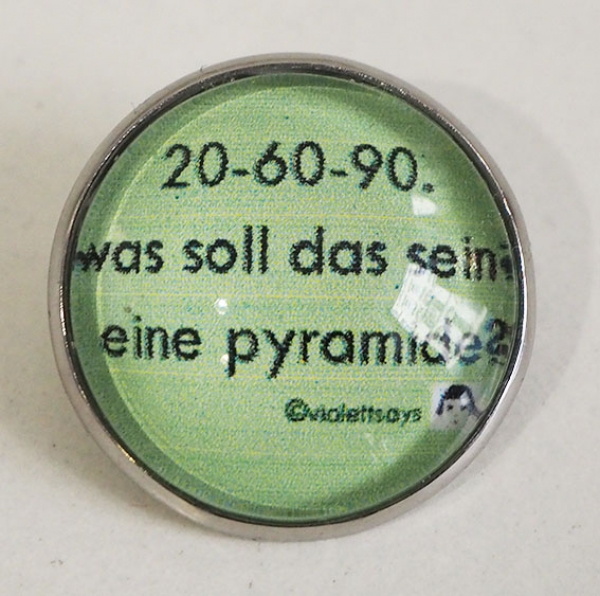 20-60-90.
was soll das sein?
eine pyramide?
©violettsays